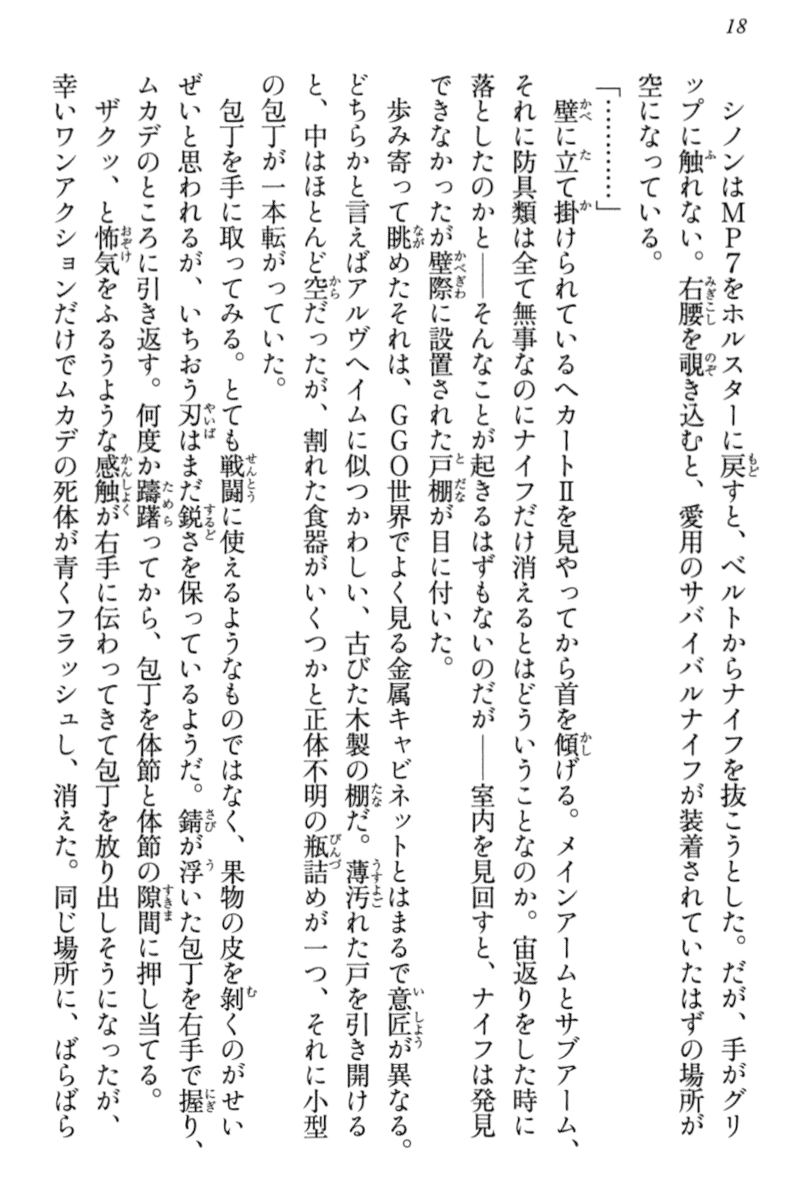 18
シノンはMP7をホルスターに戻すと、ベルトからナイフを抜こうとした。だが、手がグリ
ップに触れない。右腰を覗き込むと、愛用のサバイバルナイフが装着されていたはずの場所が
空になっている。
「…………」
壁に立て掛けられているヘカートⅡを見やってから首を傾げる。メインアームとサブアーム、
それに防具類は全て無事なのにナイフだけ消えるとはどういうことなのか。宙返りをした時に
落としたのかと――そんなことが起きるはずもないのだが――室内を見回すと、ナイフは発見
できなかったが壁際に設置された戸棚が目に付いた。
歩み寄って眺めたそれは、GGO世界でよく見る金属キャビネットとはまるで意匠が異なる。
どちらかと言えばアルヴヘイムに似つかわしい、古びた木製の棚だ。薄汚れた戸を引き開ける
と、中はほとんど空だったが、割れた食器がいくつかと正体不明の瓶詰めが一つ、それに小型
の包丁が一本転がっていた。
包丁を手に取ってみる。とても戦闘に使えるようなものではなく、果物の皮を剝くのがせい
ぜいと思われるが、いちおう刃はまだ鋭さを保っているようだ。錆が浮いた包丁を右手で握り、
ムカデのところに引き返す。何度か躊躇ってから、包丁を体節と体節の隙間に押し当てる。
ザクッ、と怖気をふるうような感触が右手に伝わってきて包丁を放り出しそうになったが、
幸いワンアクションだけでムカデの死体が青くフラッシュし、消えた。同じ場所に、ばらばら